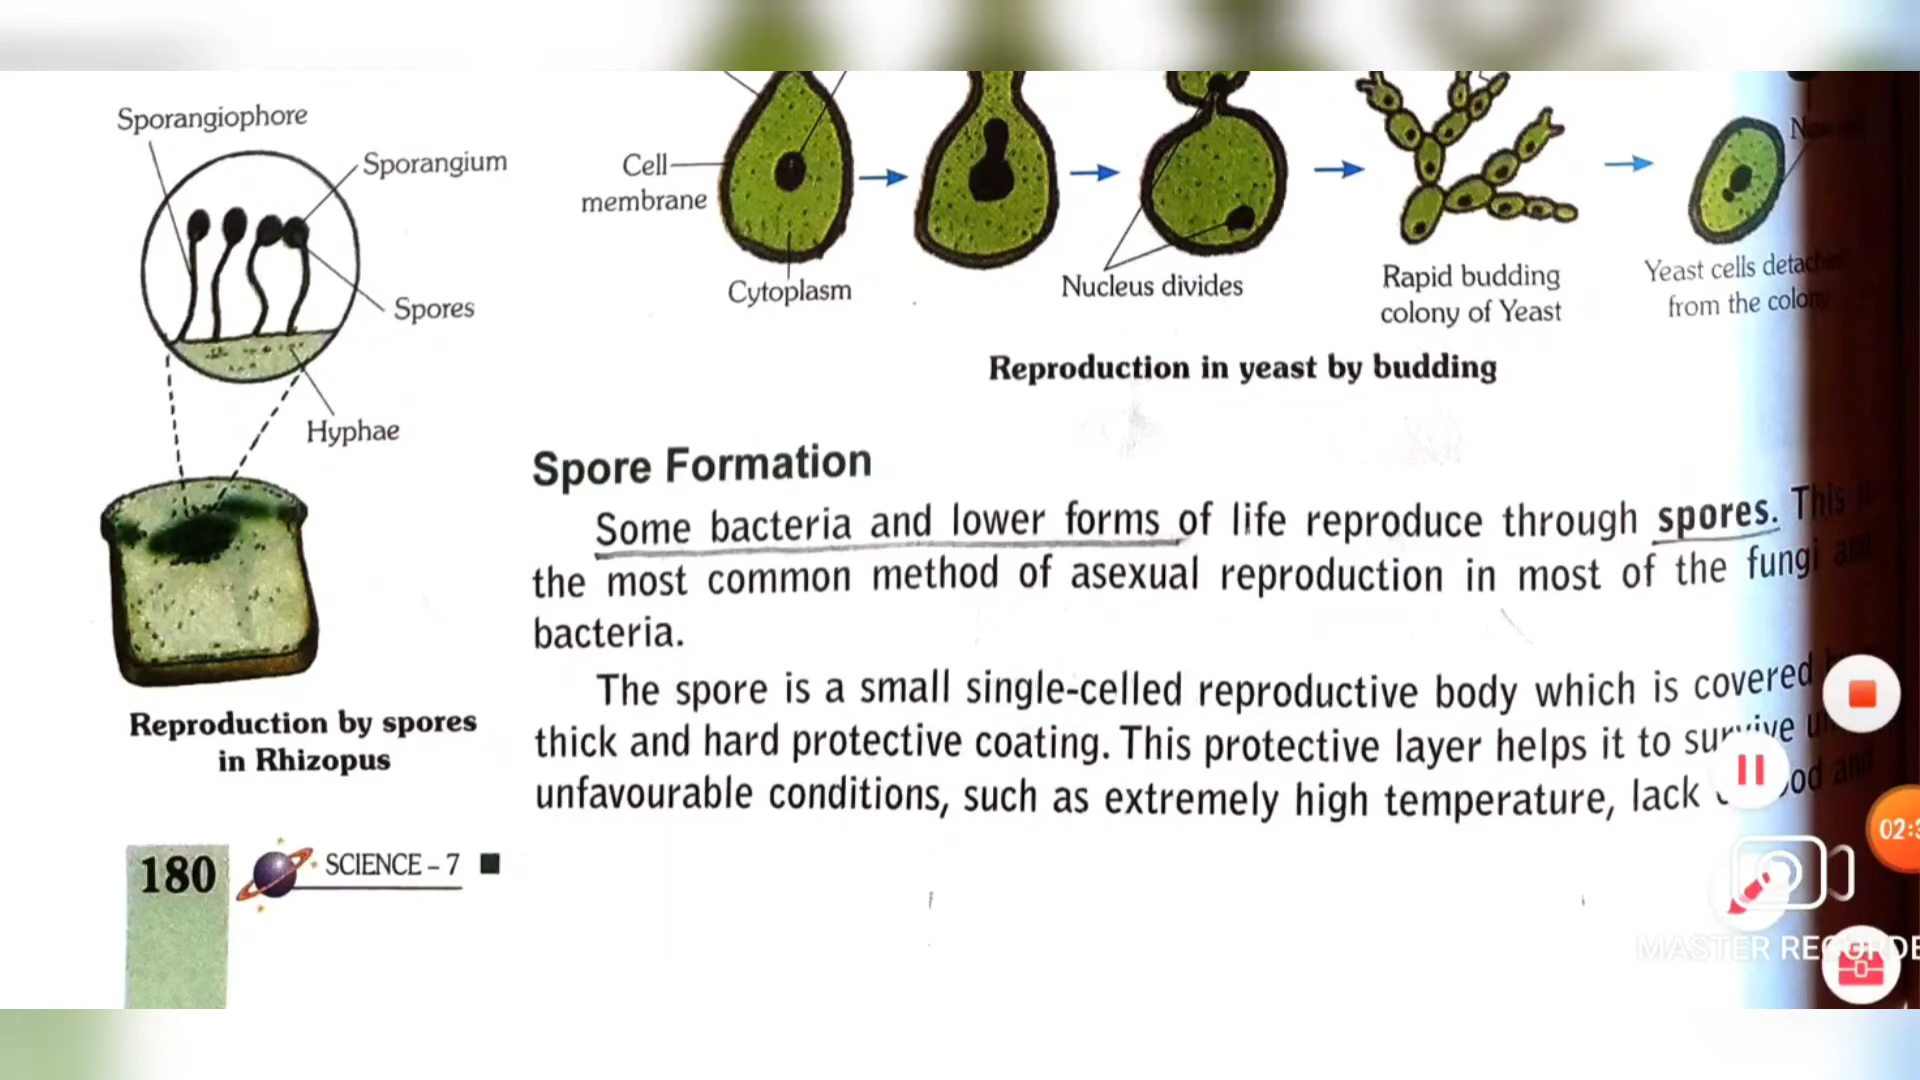 Sporangiophore
Sporangium
Spores
Hyphae
Reproduction by spores
in Rhizopus
Cell
membrane
Cytoplasm
Nucleus divides
Rapid budding
colony of Yeast
Yeast cells
from the
Reproduction in yeast by budding
Spore Formation
Some bacteria and lower forms of life reproduce through spores. This
the most common method of asexual reproduction in most of the fungi
bacteria.
The spore is a small single-celled reproductive body which is covered
thick and hard protective coating. This protective layer helps it to survive
unfavourable conditions, such as extremely high temperature, lack
180
SCIENCE – 7
MASTER